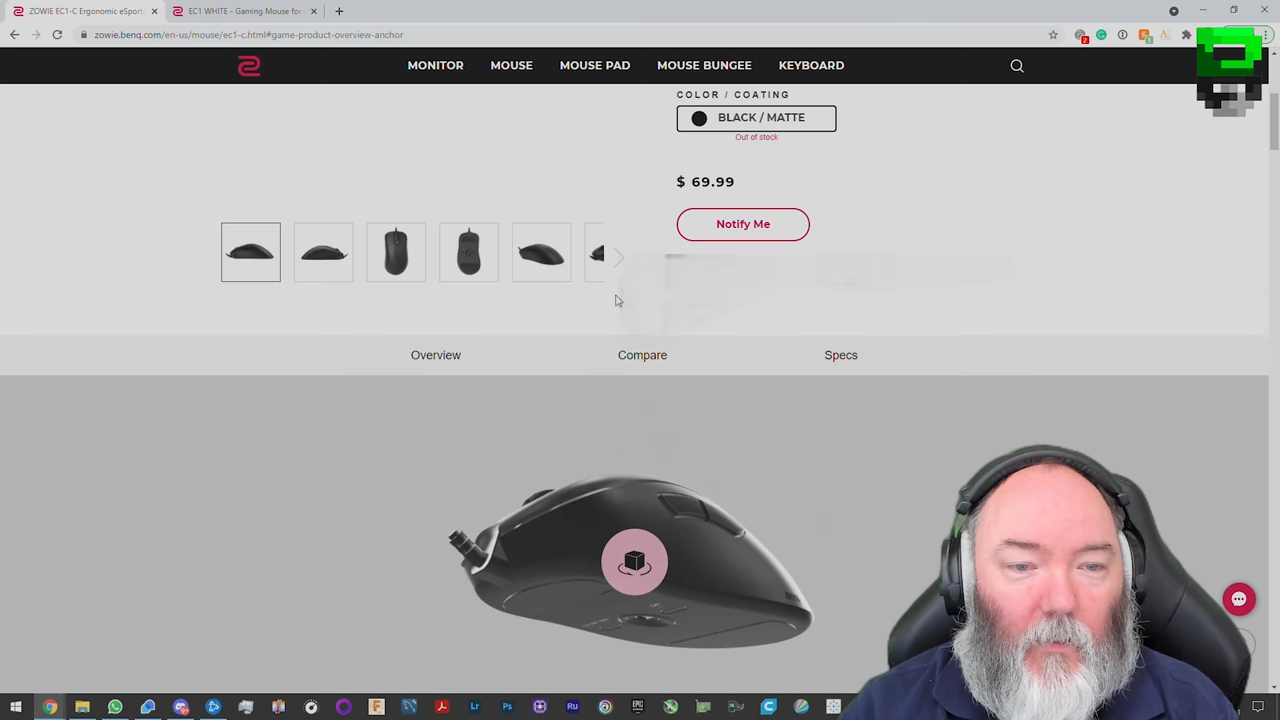 ZOWIE EC1-C Ergonomic eSports
EC1 WHITE - Gaming Mouse for
zowie.benq.com/en-us/mouse/ec1-c.html#game-product-overview-anchor
MONITOR MOUSE MOUSE PAD MOUSE BUNGEE KEYBOARD
COLOR / COATING
BLACK / MATTE
Out of stock
$ 69.99
Notify Me
Overview Compare Specs